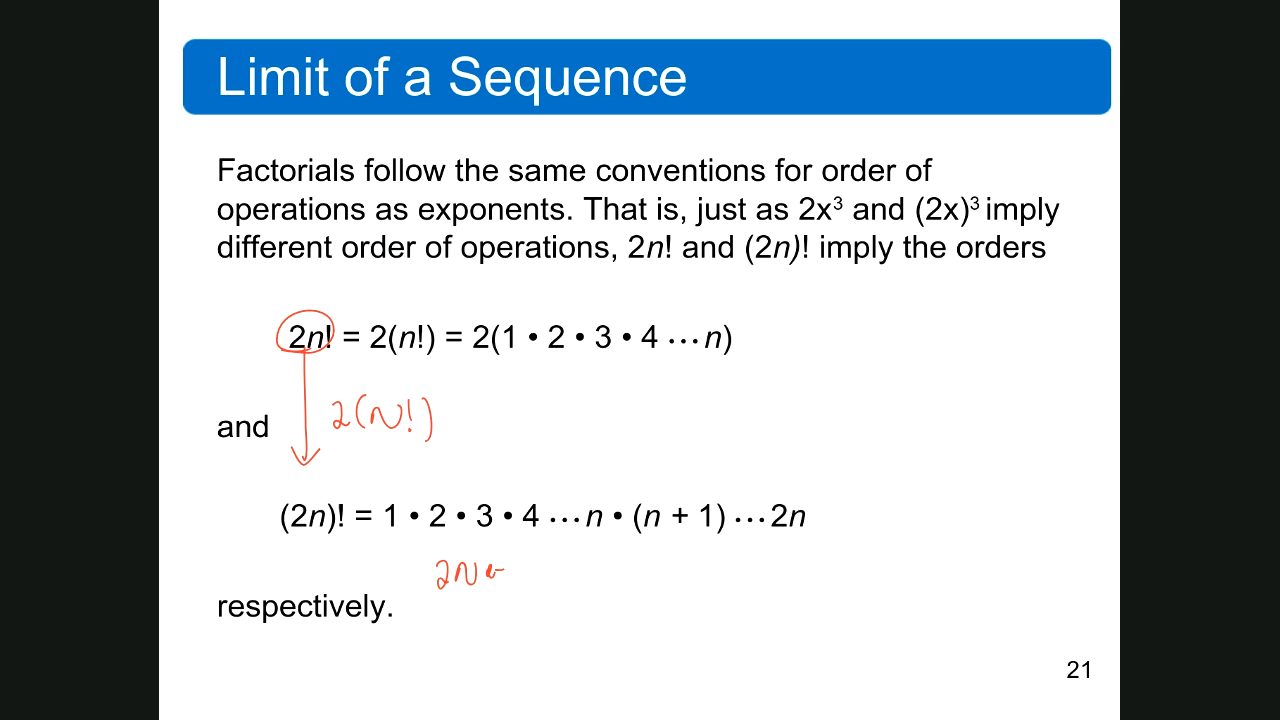 Limit of a Sequence
Factorials follow the same conventions for order of
operations as exponents. That is, just as 2x³ and (2x)³ imply
different order of operations, 2n! and (2n)! imply the orders
2n! = 2(n!) = 2(1 • 2 • 3 • 4 ⋯ n)
2(N!)
and
(2n)! = 1 • 2 • 3 • 4 ⋯ n • (n + 1) ⋯ 2n
2N
respectively.
21